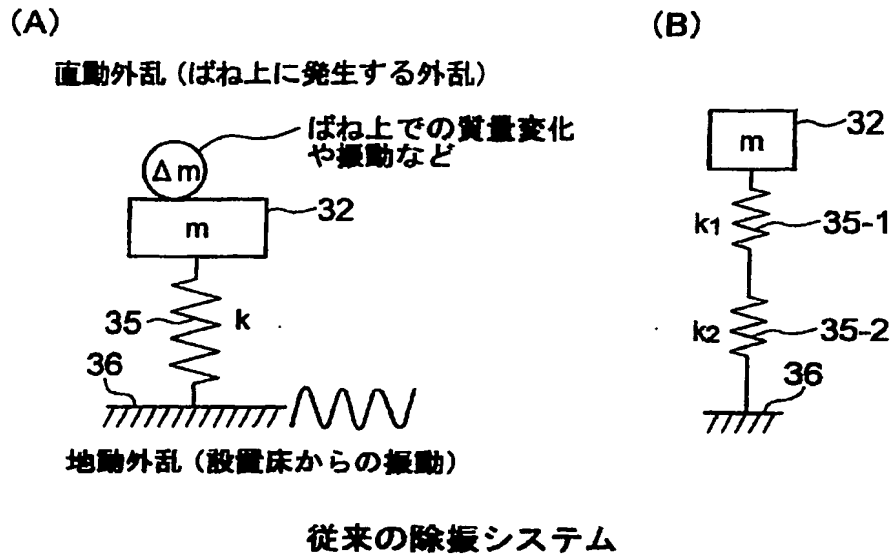 (A)
直動外乱(ばね上に発生する外乱)
ばね上での質量変化
や振動など
Δm
32
m
35
k
36
地動外乱(設置床からの振動)
(B)
32
m
k1
35-1
k2
35-2
36
従来の除振システム